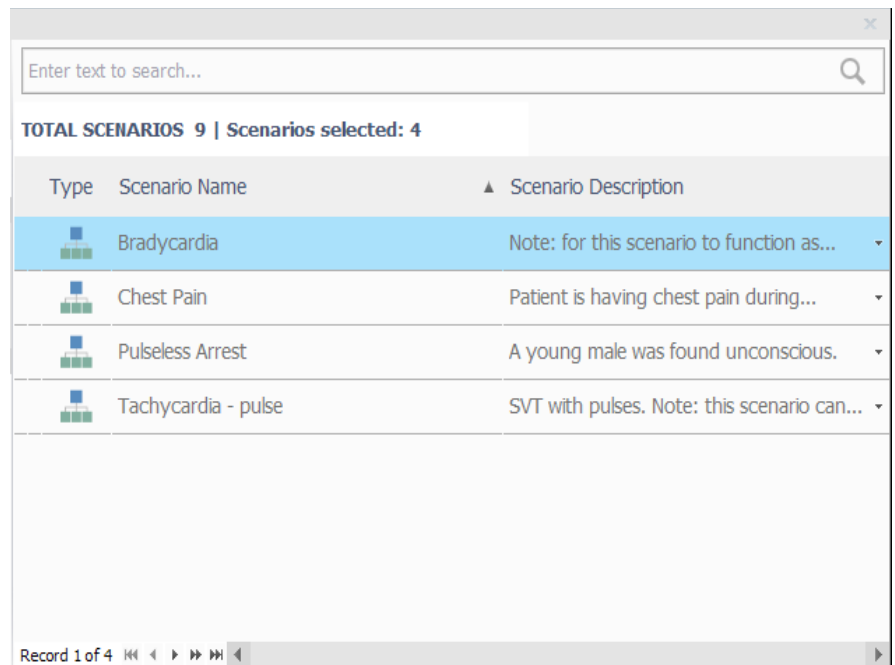 Enter text to search...
TOTAL SCENARIOS 9 | Scenarios selected: 4
Type Scenario Name Scenario Description
Bradycardia Note: for this scenario to function as...
Chest Pain Patient is having chest pain during...
Pulseless Arrest A young male was found unconscious.
Tachycardia - pulse SVT with pulses. Note: this scenario can...
Record 1 of 4